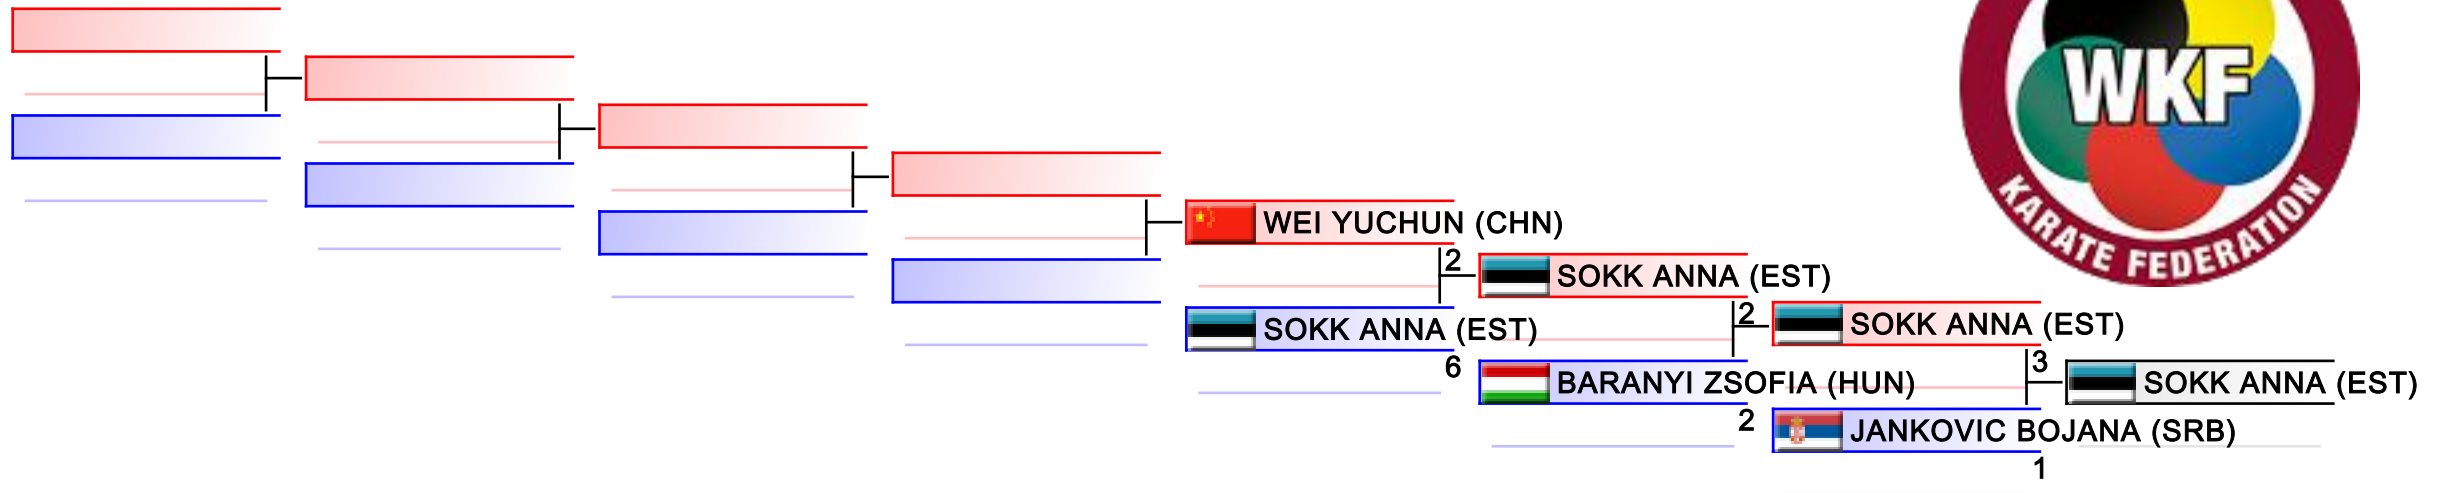 WKF
KARATE FEDERATION
WEI YUCHUN (CHN)
2
SOKK ANNA (EST)
SOKK ANNA (EST)
6
2
BARANYI ZSOFIA (HUN)
2
SOKK ANNA (EST)
3
JANKOVIC BOJANA (SRB)
1
SOKK ANNA (EST)